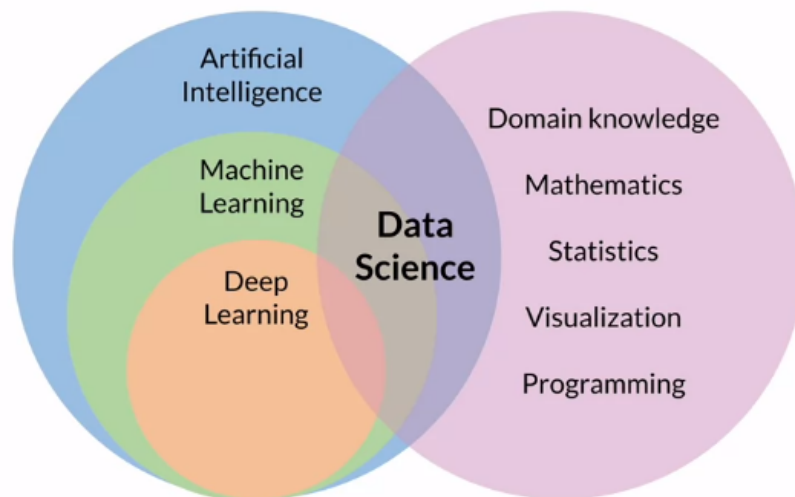 Artificial
Intelligence
Machine
Learning
Deep
Learning
Data
Science
Domain knowledge
Mathematics
Statistics
Visualization
Programming